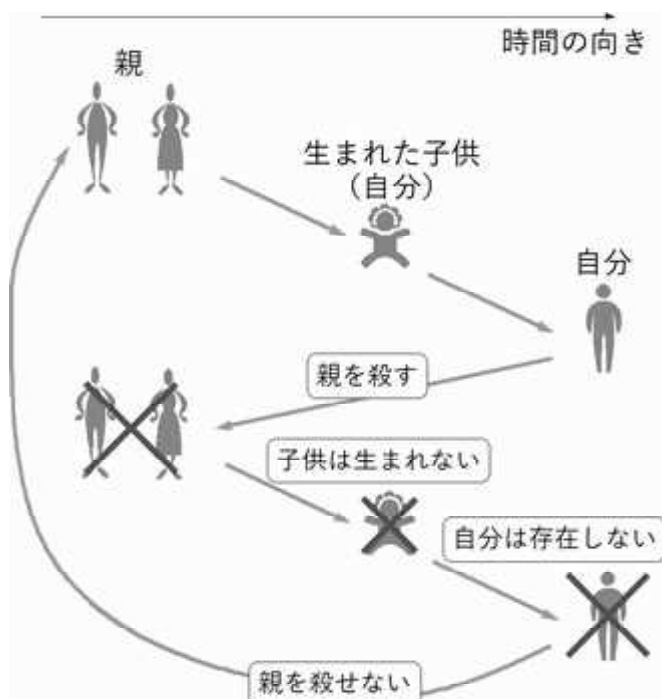 時間の向き
親
生まれた子供
（自分）
自分
親を殺す
子供は生まれない
自分は存在しない
親を殺せない